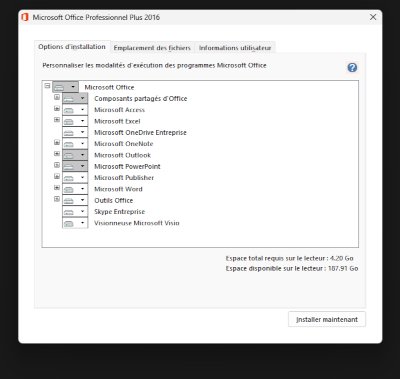 Microsoft Office Professionnel Plus 2016
Options d'installation
Emplacement des fichiers
Informations utilisateur
Personnaliser les modalités d'exécution des programmes Microsoft Office
Microsoft Office
Composants partagés d'Office
Microsoft Access
Microsoft Excel
Microsoft OneDrive Entreprise
Microsoft OneNote
Microsoft Outlook
Microsoft PowerPoint
Microsoft Publisher
Microsoft Word
Outils Office
Skype Entreprise
Visionneuse Microsoft Visio
Espace total requis sur le lecteur : 4.20 Go
Espace disponible sur le lecteur : 187.91 Go
Installer maintenant